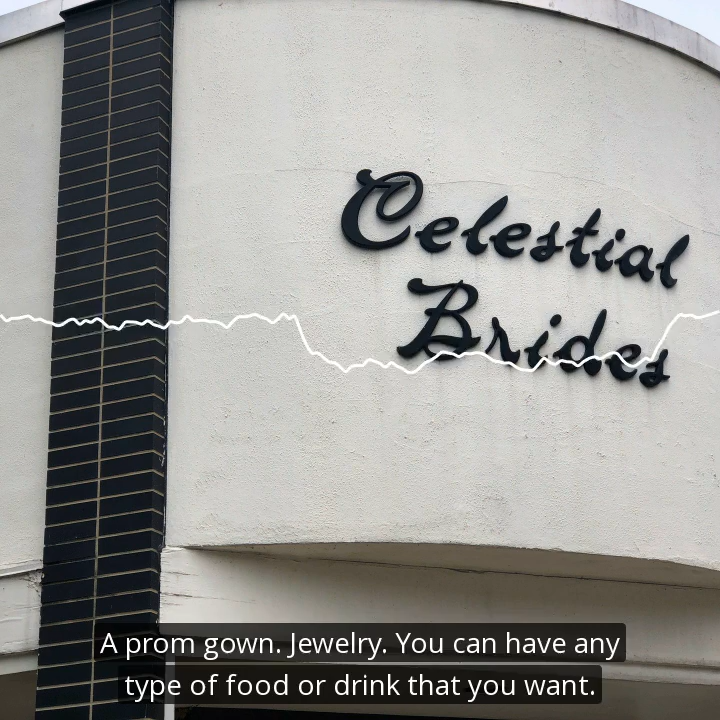 Celestial
Brides
A prom gown. Jewelry. You can have any
type of food or drink that you want.